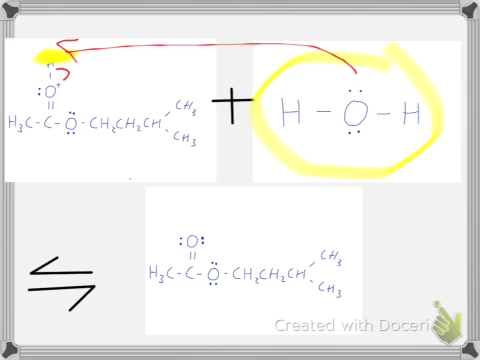 H
:O+
||
H3C-C-Ö-CH2CH2CH
CH3
CH3
+
H-O-H
:O:
||
H3C-C-Ö-CH2CH2CH
CH3
CH3
Created with Doceri